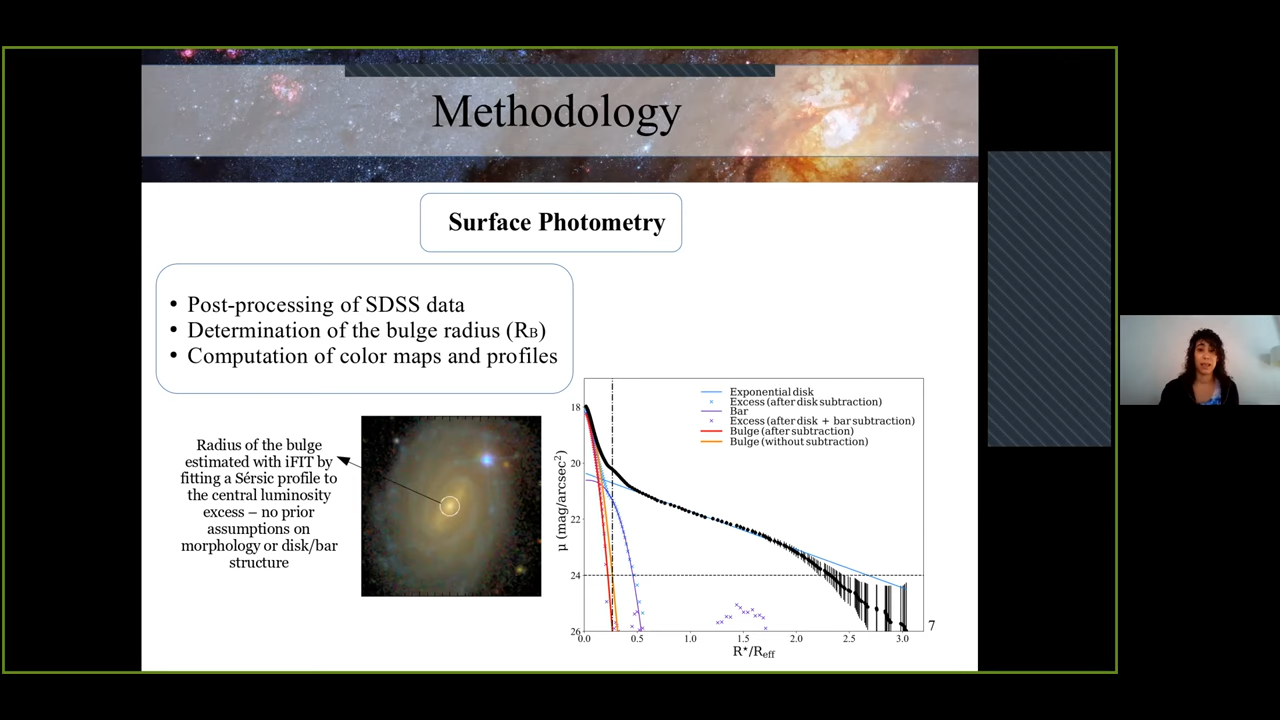 Methodology
Surface Photometry
• Post-processing of SDSS data
• Determination of the bulge radius (RB)
• Computation of color maps and profiles
Radius of the bulge
estimated with iFIT by
fitting a Sérsic profile to
the central luminosity
excess – no prior
assumptions on
morphology or disk/bar
structure
Exponential disk
Excess (after disk subtraction)
Bar
Excess (after disk + bar subtraction)
Bulge (after subtraction)
Bulge (without subtraction)
μ (mag/arcsec²)
18
20
22
24
26
0.0 0.5 1.0 1.5 2.0 2.5 3.0
R*/Reff
7